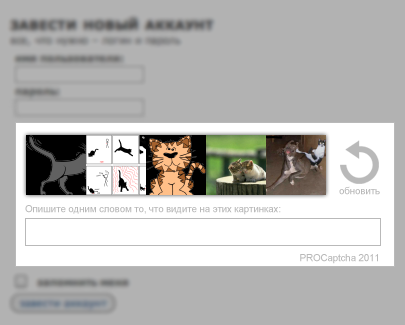 ЗАВЕСТИ НОВЫЙ АККАУНТ
все, что нужно – логин и пароль
имя пользователя:
пароль:
обновить
Опишите одним словом то, что видите на этих картинках:
PROCaptcha 2011
запомнить меня
завести аккаунт